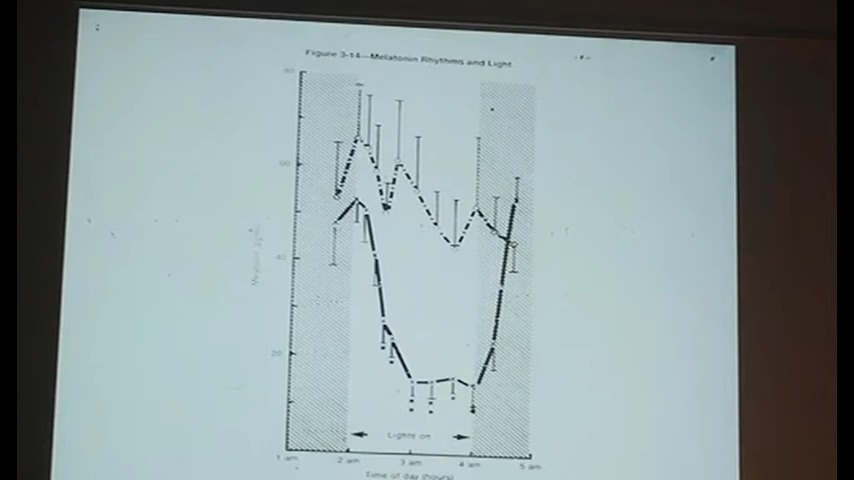 Figure 3-14—Melatonin Rhythms and Light
80
60
40
20
Lights on
1 am 2 am 3 am 4 am 5 am
Time of day (hours)